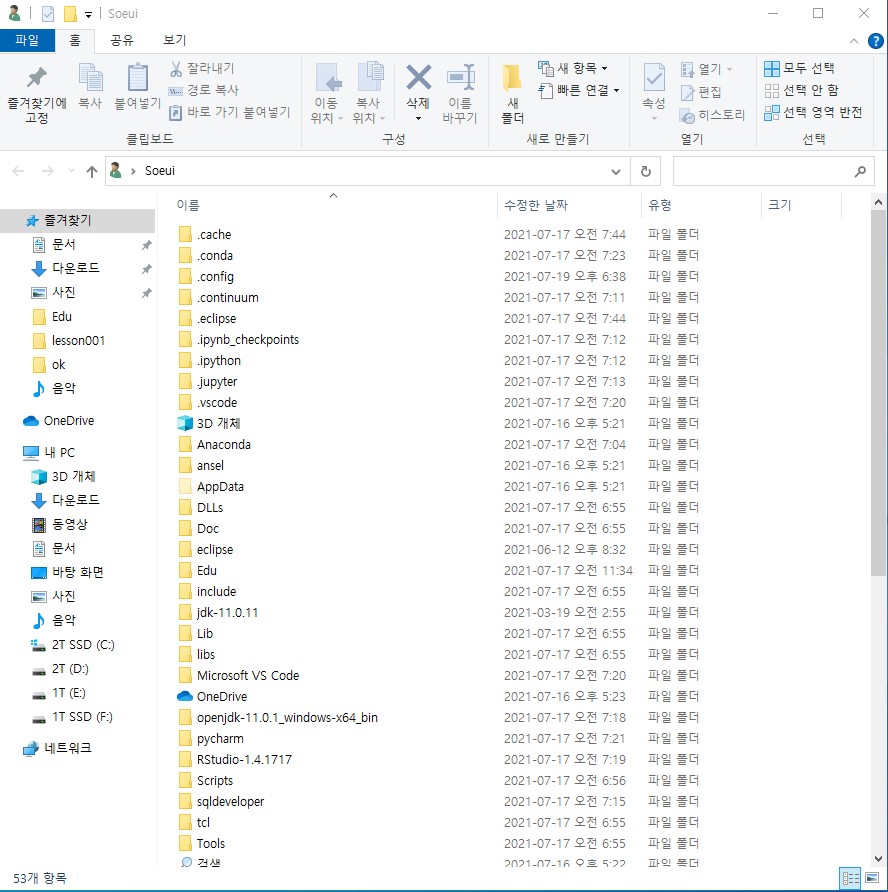 Soeui
파일 홈 공유 보기
즐겨찾기에 고정
복사
붙여넣기
잘라내기
경로 복사
바로 가기 붙여넣기
클립보드
이동 위치
복사 위치
삭제
이름 바꾸기
구성
새 폴더
새 항목
빠른 연결
새로 만들기
속성
열기
편집
히스토리
열기
모두 선택
선택 안 함
선택 영역 반전
선택
Soeui
즐겨찾기
문서
다운로드
사진
Edu
lesson001
ok
음악
OneDrive
내 PC
3D 개체
다운로드
동영상
문서
바탕 화면
사진
음악
2T SSD (C:)
2T (D:)
1T (E:)
1T SSD (F:)
네트워크
이름 수정한 날짜 유형 크기
.cache 2021-07-17 오전 7:44 파일 폴더
.conda 2021-07-17 오전 7:23 파일 폴더
.config 2021-07-19 오후 6:38 파일 폴더
.continuum 2021-07-17 오전 7:11 파일 폴더
.eclipse 2021-07-17 오전 7:44 파일 폴더
.ipynb_checkpoints 2021-07-17 오전 7:12 파일 폴더
.ipython 2021-07-17 오전 7:12 파일 폴더
.jupyter 2021-07-17 오전 7:13 파일 폴더
.vscode 2021-07-17 오전 7:20 파일 폴더
3D 개체 2021-07-16 오후 5:21 파일 폴더
Anaconda 2021-07-17 오전 7:04 파일 폴더
ansel 2021-07-16 오후 5:21 파일 폴더
AppData 2021-07-16 오후 5:21 파일 폴더
DLLs 2021-07-17 오전 6:55 파일 폴더
Doc 2021-07-17 오전 6:55 파일 폴더
eclipse 2021-06-12 오후 8:32 파일 폴더
Edu 2021-07-17 오전 11:34 파일 폴더
include 2021-07-17 오전 6:55 파일 폴더
jdk-11.0.11 2021-03-19 오전 2:55 파일 폴더
Lib 2021-07-17 오전 6:55 파일 폴더
libs 2021-07-17 오전 6:55 파일 폴더
Microsoft VS Code 2021-07-17 오전 7:20 파일 폴더
OneDrive 2021-07-16 오후 5:23 파일 폴더
openjdk-11.0.1_windows-x64_bin 2021-07-17 오전 7:18 파일 폴더
pycharm 2021-07-17 오전 7:21 파일 폴더
RStudio-1.4.1717 2021-07-17 오전 7:19 파일 폴더
Scripts 2021-07-17 오전 6:56 파일 폴더
sqldeveloper 2021-07-17 오전 7:15 파일 폴더
tcl 2021-07-17 오전 6:55 파일 폴더
Tools 2021-07-17 오전 6:55 파일 폴더
검색 2021-07-16 오후 5:22 파일 폴더
53개 항목